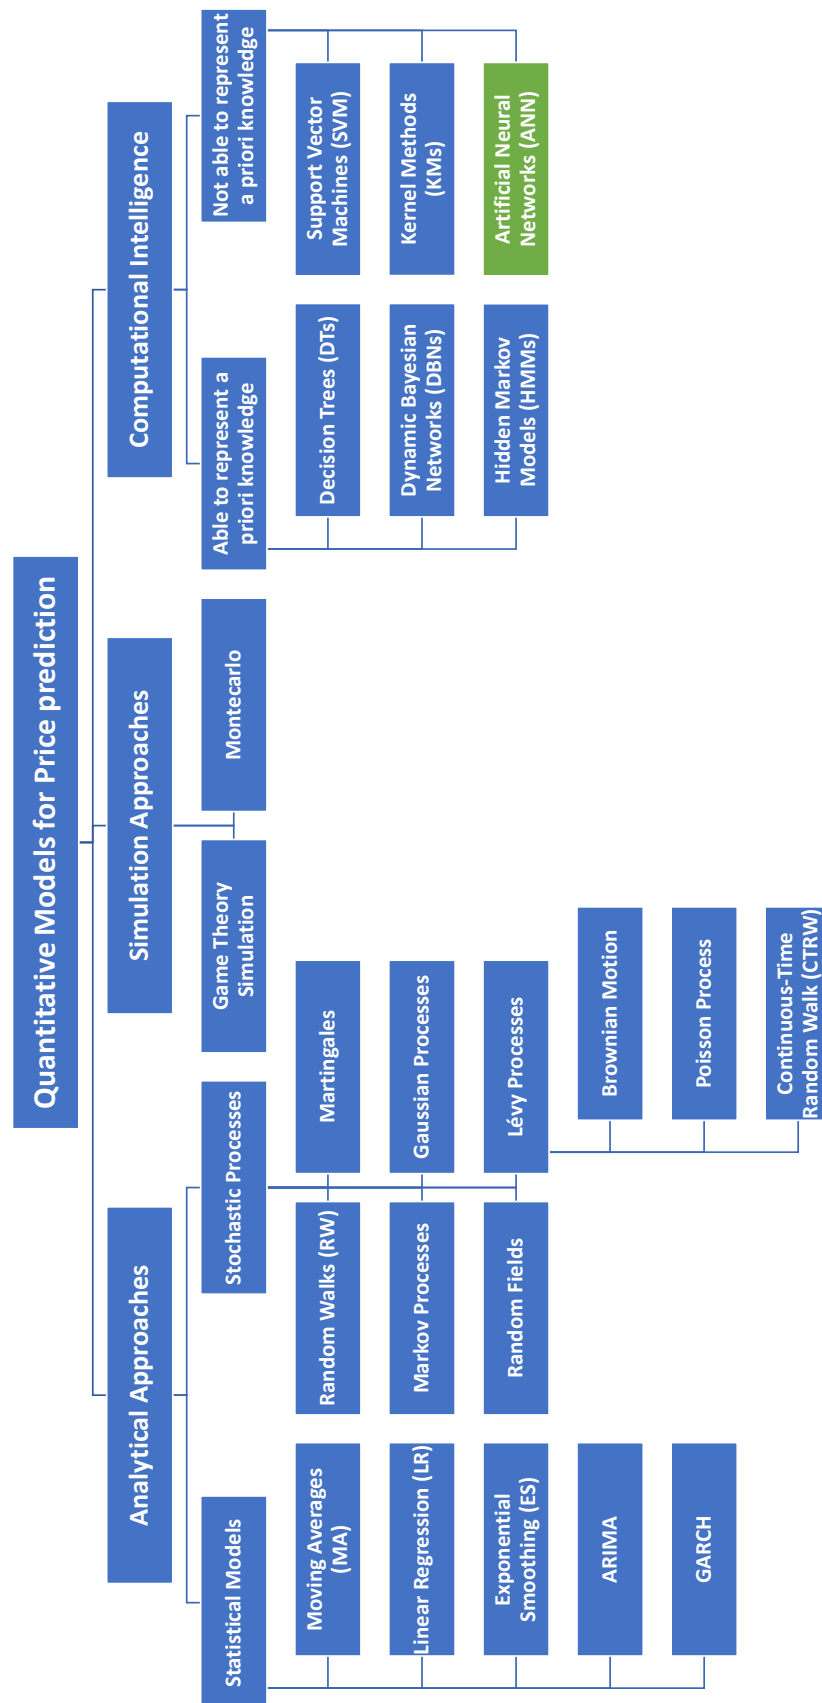 Quantitative Models for Price prediction
Analytical Approaches
Simulation Approaches
Computational Intelligence
Statistical Models
Stochastic Processes
Game Theory
Simulation
Montecarlo
Able to represent a
priori knowledge
Not able to represent
a priori knowledge
Moving Averages
(MA)
Linear Regression (LR)
Exponential
Smoothing (ES)
ARIMA
GARCH
Random Walks (RW)
Martingales
Markov Processes
Gaussian Processes
Random Fields
Lévy Processes
Brownian Motion
Poisson Process
Continuous-Time
Random Walk (CTRW)
Decision Trees (DTs)
Dynamic Bayesian
Networks (DBNs)
Hidden Markov
Models (HMMs)
Support Vector
Machines (SVM)
Kernel Methods
(KMs)
Artificial Neural
Networks (ANN)